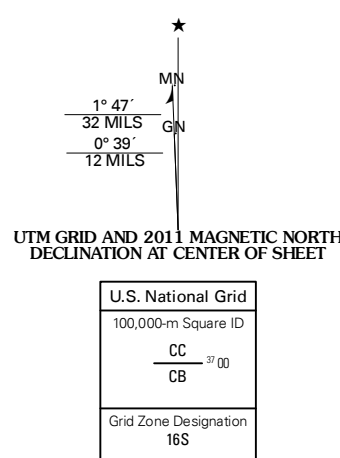 MN
1° 47´
32 MILS
GN
0° 39´
12 MILS
UTM GRID AND 2011 MAGNETIC NORTH
DECLINATION AT CENTER OF SHEET
U.S. National Grid
100,000-m Square ID
CC
37 00
CB
Grid Zone Designation
16S